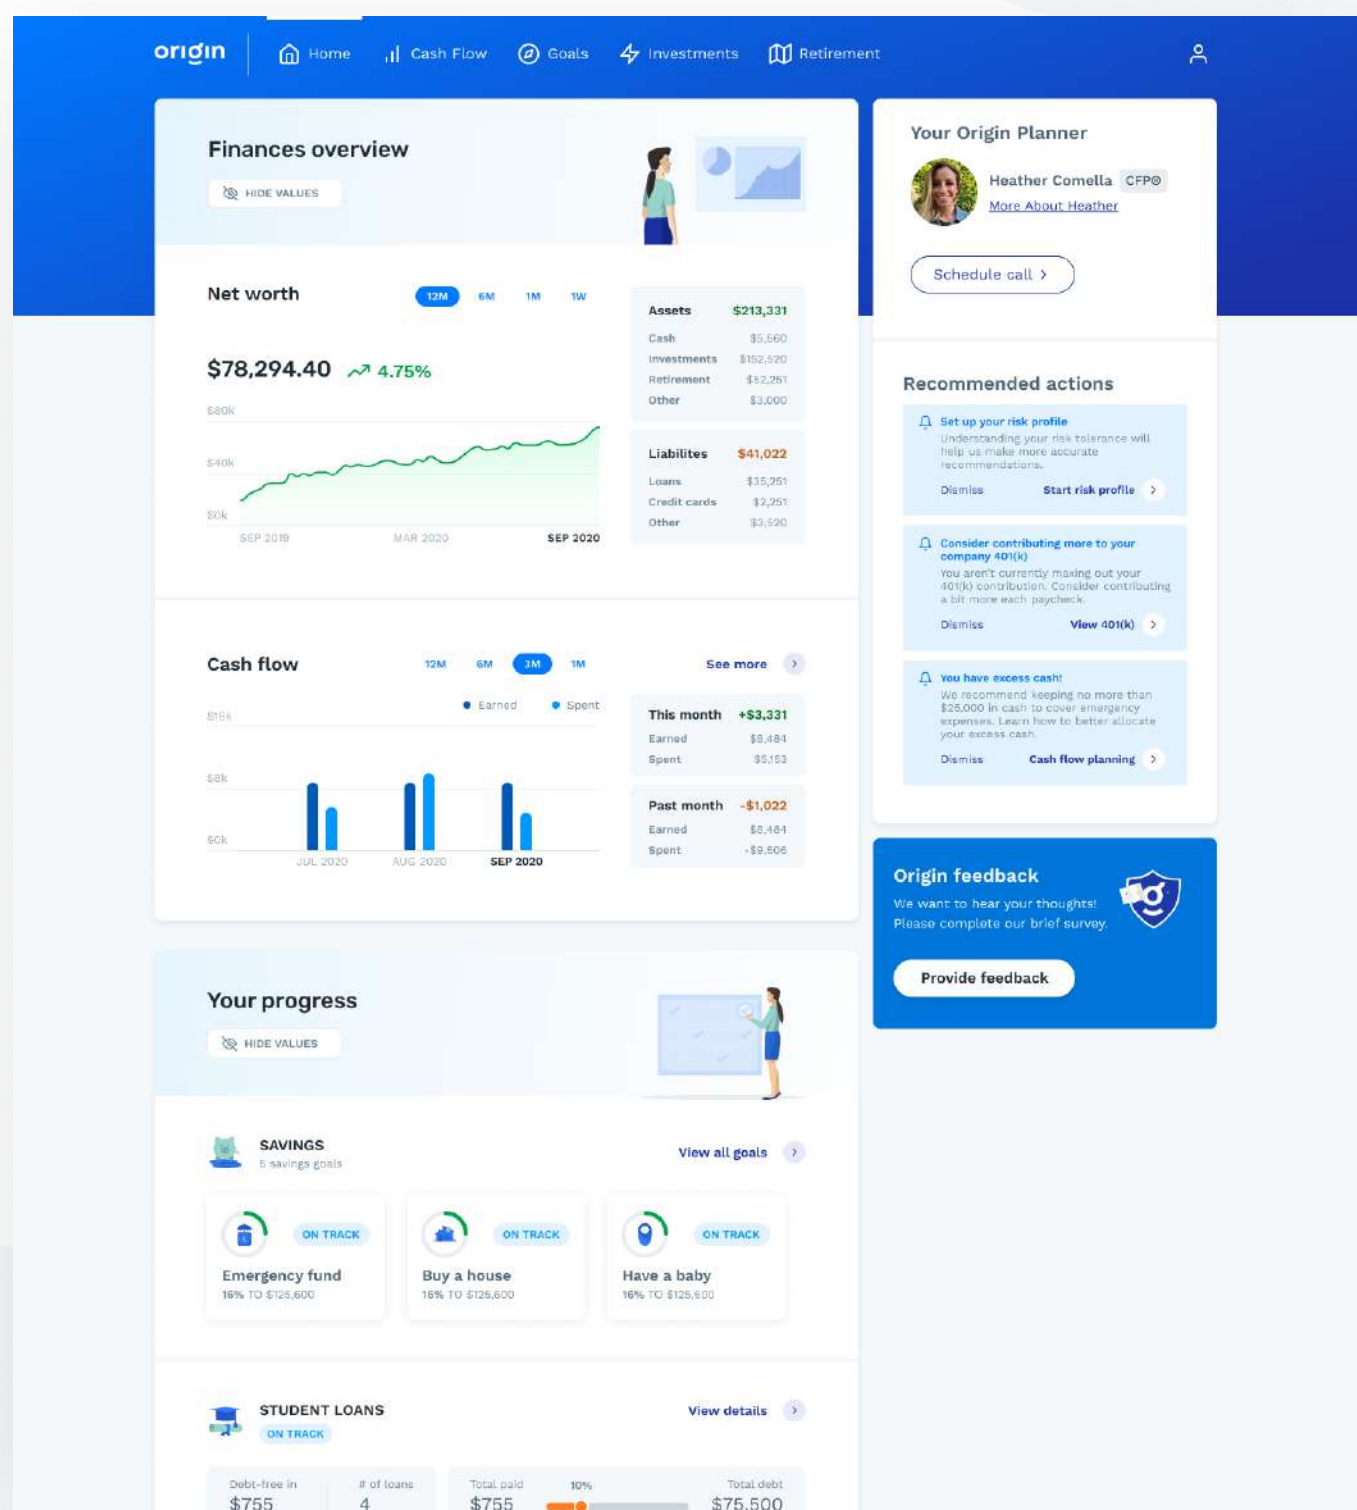 origin
Home
Cash Flow
Goals
Investments
Retirement
Finances overview
HIDE VALUES
Net worth
12M 6M 1M 1W
$78,294.40 4.75%
$80k
$40k
$0k
SEP 2019 MAR 2020 SEP 2020
Assets $213,331
Cash $5,560
Investments $152,520
Retirement $52,251
Other $3,000
Liabilites $41,022
Loans $35,251
Credit cards $2,251
Other $3,520
Cash flow
12M 6M 3M 1M
See more
Earned Spent
$18k
$8k
$0k
JUL 2020 AUG 2020 SEP 2020
This month +$3,331
Earned $8,484
Spent $5,153
Past month -$1,022
Earned $8,484
Spent -$9,506
Your progress
HIDE VALUES
SAVINGS
5 savings goals
View all goals
ON TRACK
Emergency fund
16% TO $125,600
ON TRACK
Buy a house
16% TO $125,600
ON TRACK
Have a baby
16% TO $125,600
STUDENT LOANS
ON TRACK
View details
Debt-free in
$755
# of loans
4
Total paid
$755
10%
Total debt
$75,500
Your Origin Planner
Heather Comella CFP®
More About Heather
Schedule call
Recommended actions
Set up your risk profile
Understanding your risk tolerance will
help us make more accurate
recommendations.
Dismiss Start risk profile
Consider contributing more to your
company 401(k)
You aren't currently maxing out your
401(k) contribution. Consider contributing
a bit more each paycheck.
Dismiss View 401(k)
You have excess cash!
We recommend keeping no more than
$25,000 in cash to cover emergency
expenses. Learn how to better allocate
your excess cash.
Dismiss Cash flow planning
Origin feedback
We want to hear your thoughts!
Please complete our brief survey.
Provide feedback